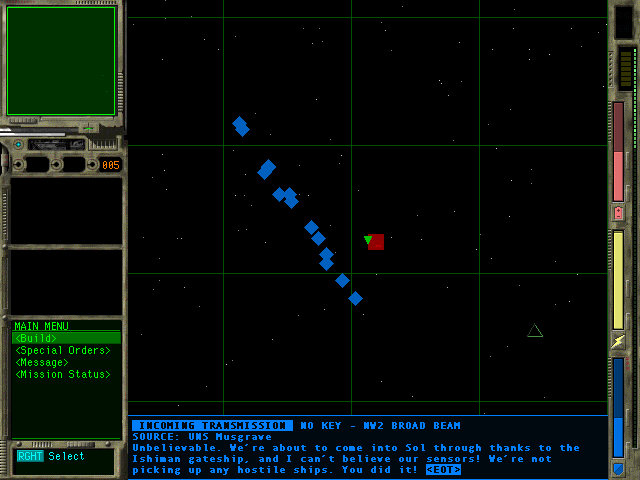 005
MAIN MENU
<Build>
<Special Orders>
<Message>
<Mission Status>
RGHT Select
INCOMING TRANSMISSION NO KEY - NW2 BROAD BEAM
SOURCE: UNS Musgrave
Unbelievable. We're about to come into Sol through thanks to the
Ishiman gateship, and I can't believe our sensors! We're not
picking up any hostile ships. You did it! <EOT>